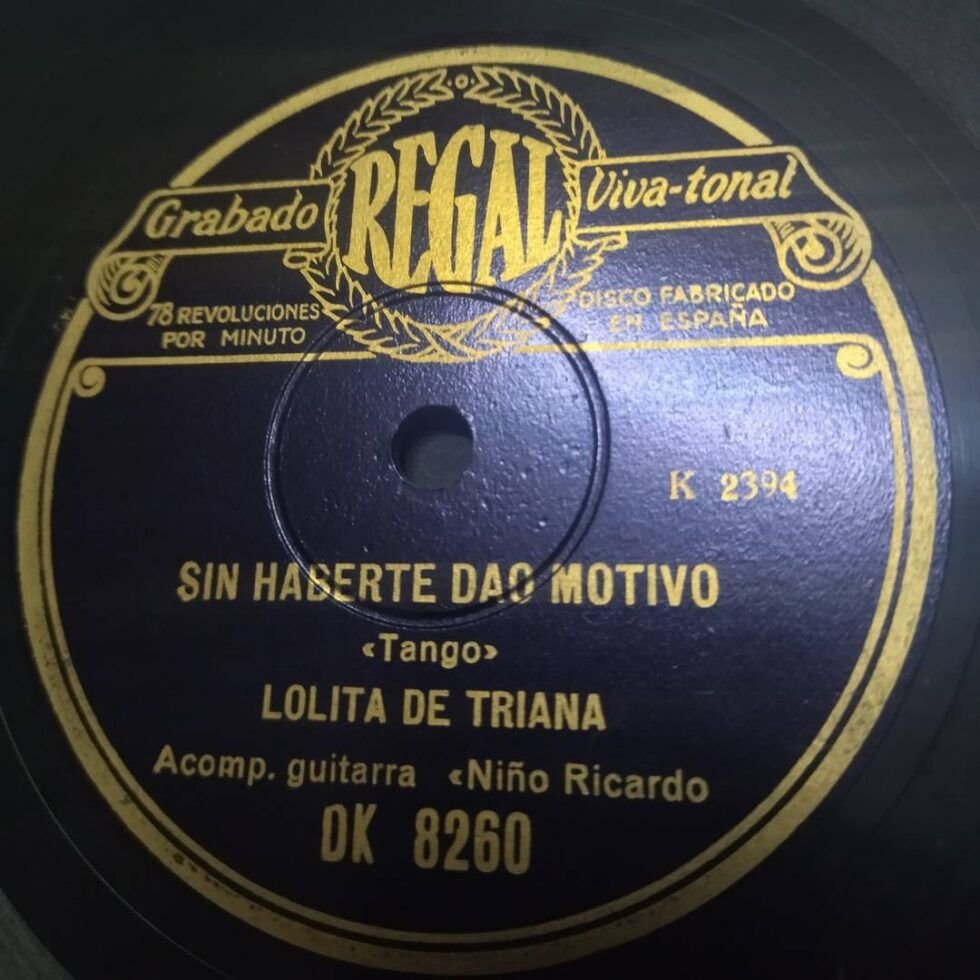 Grabado REGAL Viva-tonal
78 REVOLUCIONES
POR MINUTO
DISCO FABRICADO
EN ESPAÑA
K 2394
SIN HABERTE DAO MOTIVO
«Tango»
LOLITA DE TRIANA
Acomp. guitarra «Niño Ricardo
DK 8260